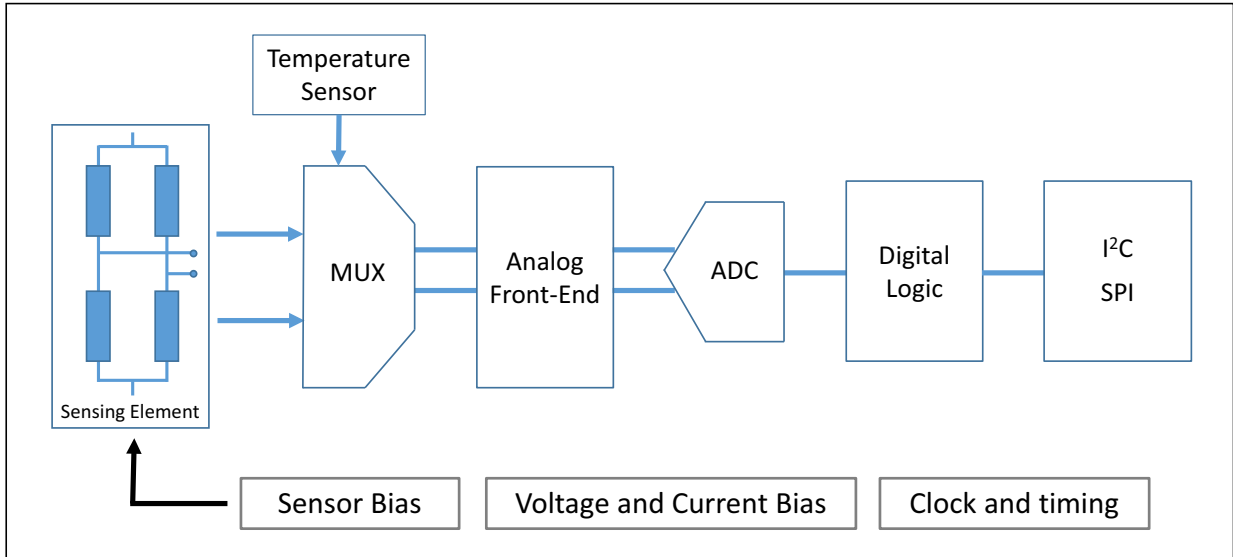 Temperature
Sensor
Sensing Element
MUX
Analog
Front-End
ADC
Digital
Logic
I²C
SPI
Sensor Bias
Voltage and Current Bias
Clock and timing